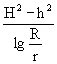 H² − h²
lg R
r